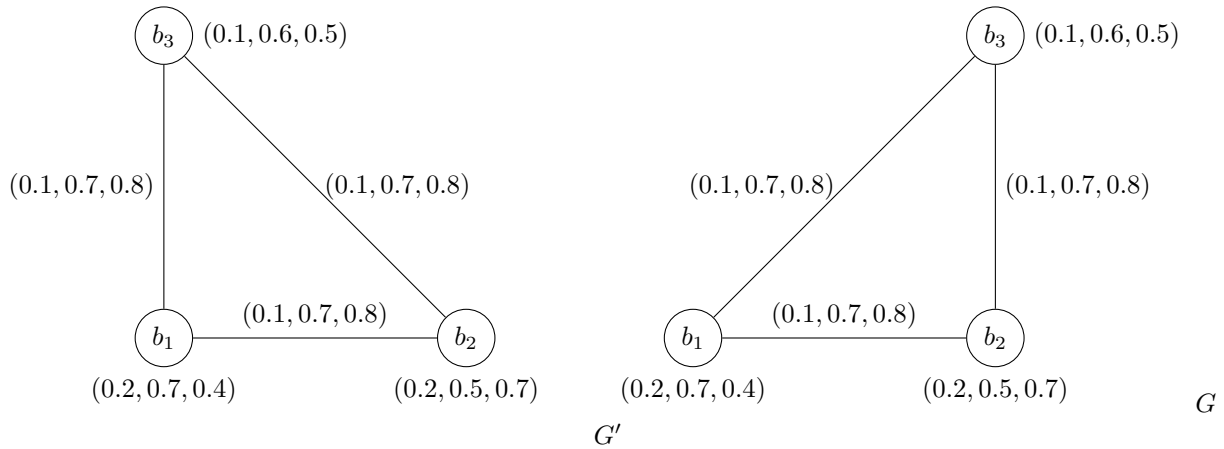 b₃ (0.1, 0.6, 0.5)
b₃ (0.1, 0.6, 0.5)
(0.1, 0.7, 0.8)
(0.1, 0.7, 0.8)
(0.1, 0.7, 0.8)
(0.1, 0.7, 0.8)
(0.1, 0.7, 0.8)
(0.1, 0.7, 0.8)
b₁
b₂
b₁
b₂
(0.2, 0.7, 0.4)
(0.2, 0.5, 0.7)
(0.2, 0.7, 0.4)
(0.2, 0.5, 0.7)
G
G′